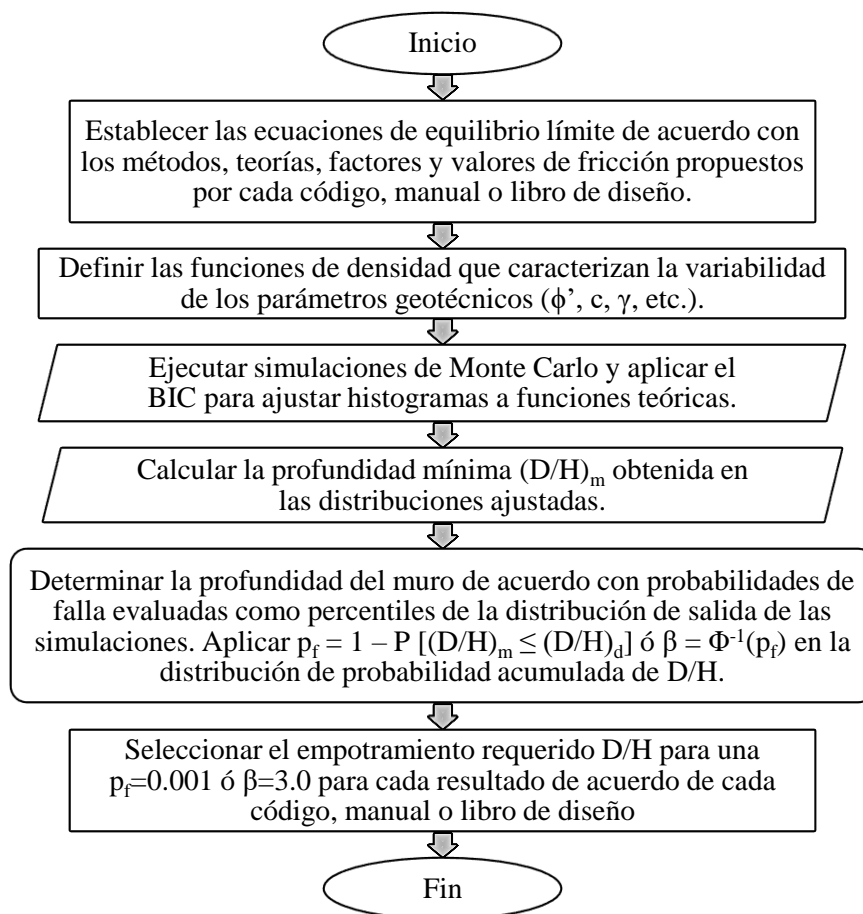 Inicio
Establecer las ecuaciones de equilibrio límite de acuerdo con
los métodos, teorías, factores y valores de fricción propuestos
por cada código, manual o libro de diseño.
Definir las funciones de densidad que caracterizan la variabilidad
de los parámetros geotécnicos (ϕ’, c, γ, etc.).
Ejecutar simulaciones de Monte Carlo y aplicar el
BIC para ajustar histogramas a funciones teóricas.
Calcular la profundidad mínima (D/H)ₘ obtenida en
las distribuciones ajustadas.
Determinar la profundidad del muro de acuerdo con probabilidades de
falla evaluadas como percentiles de la distribución de salida de las
simulaciones. Aplicar p_f = 1 – P [(D/H)_m ≤ (D/H)_d] ó β = Φ⁻¹(p_f) en la
distribución de probabilidad acumulada de D/H.
Seleccionar el empotramiento requerido D/H para una
p_f=0.001 ó β=3.0 para cada resultado de acuerdo de cada
código, manual o libro de diseño
Fin